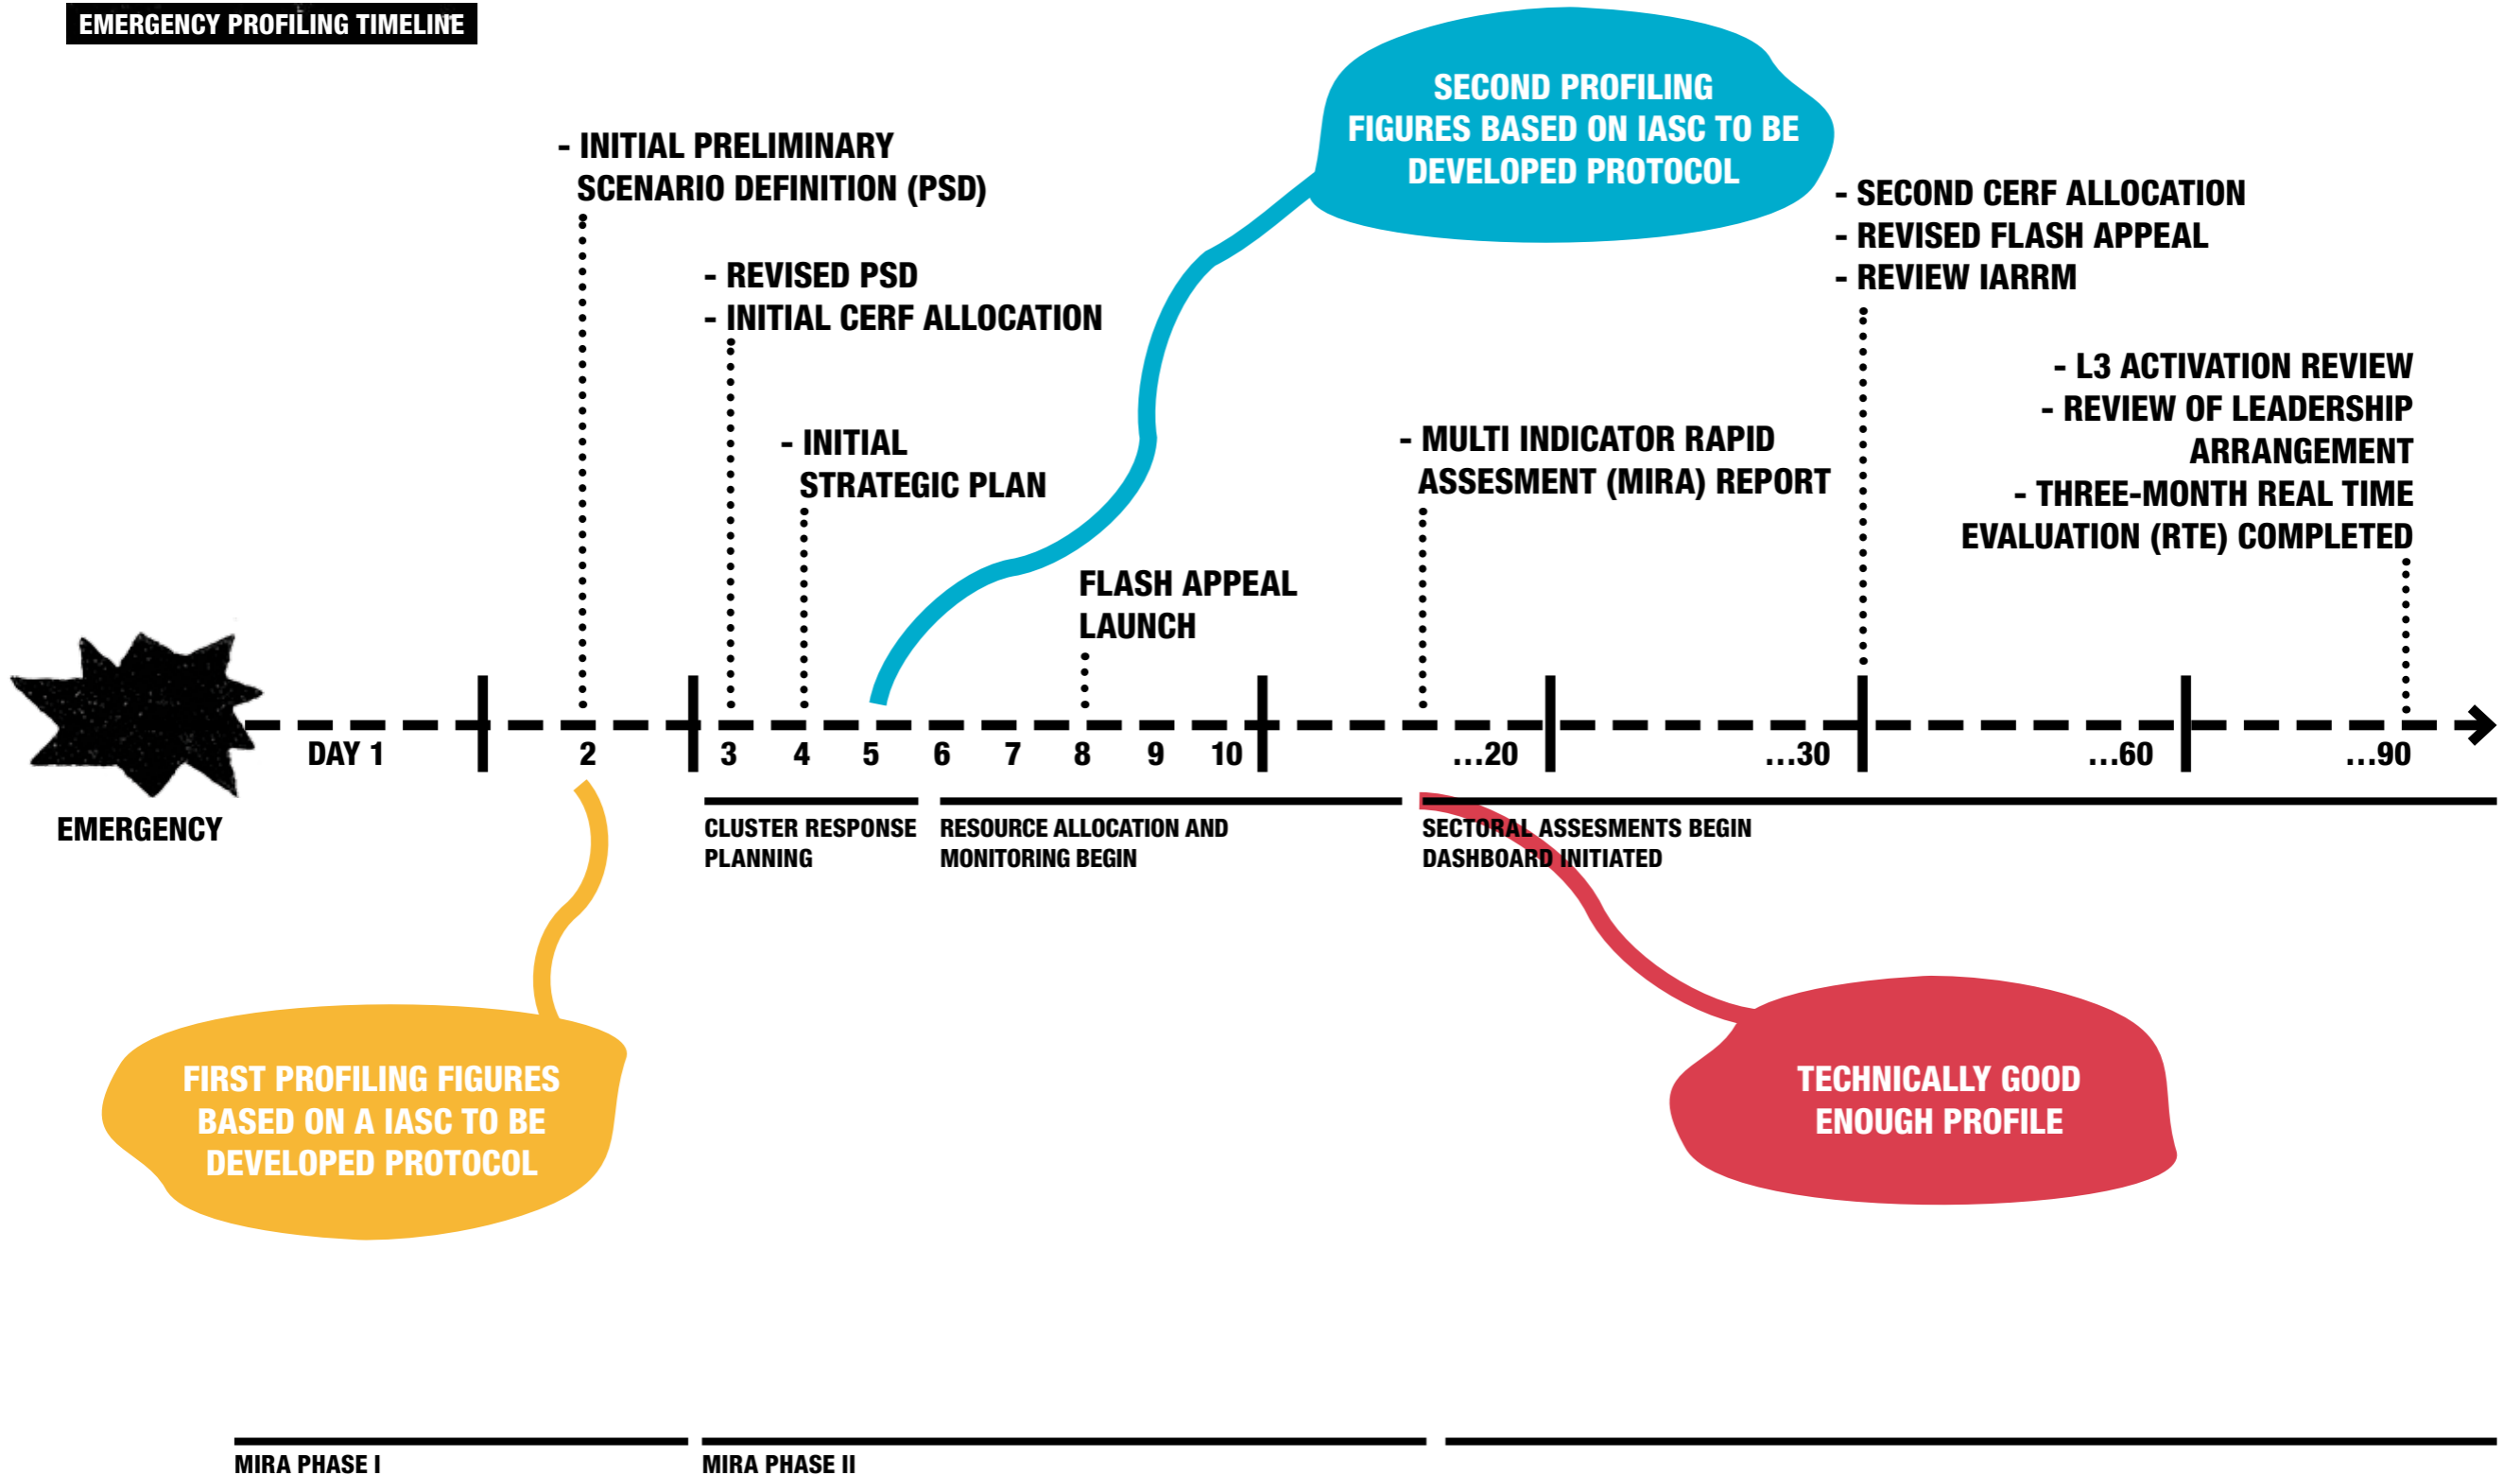 EMERGENCY PROFILING TIMELINE
SECOND PROFILING
FIGURES BASED ON IASC TO BE
DEVELOPED PROTOCOL
- INITIAL PRELIMINARY
SCENARIO DEFINITION (PSD)
- REVISED PSD
- INITIAL CERF ALLOCATION
- INITIAL
STRATEGIC PLAN
FLASH APPEAL
LAUNCH
- MULTI INDICATOR RAPID
ASSESMENT (MIRA) REPORT
- SECOND CERF ALLOCATION
- REVISED FLASH APPEAL
- REVIEW IARRM
- L3 ACTIVATION REVIEW
- REVIEW OF LEADERSHIP
ARRANGEMENT
- THREE-MONTH REAL TIME
EVALUATION (RTE) COMPLETED
DAY 1 2 3 4 5 6 7 8 9 10 ...20 ...30 ...60 ...90
EMERGENCY
CLUSTER RESPONSE
PLANNING
RESOURCE ALLOCATION AND
MONITORING BEGIN
SECTORAL ASSESMENTS BEGIN
DASHBOARD INITIATED
FIRST PROFILING FIGURES
BASED ON A IASC TO BE
DEVELOPED PROTOCOL
TECHNICALLY GOOD
ENOUGH PROFILE
MIRA PHASE I
MIRA PHASE II